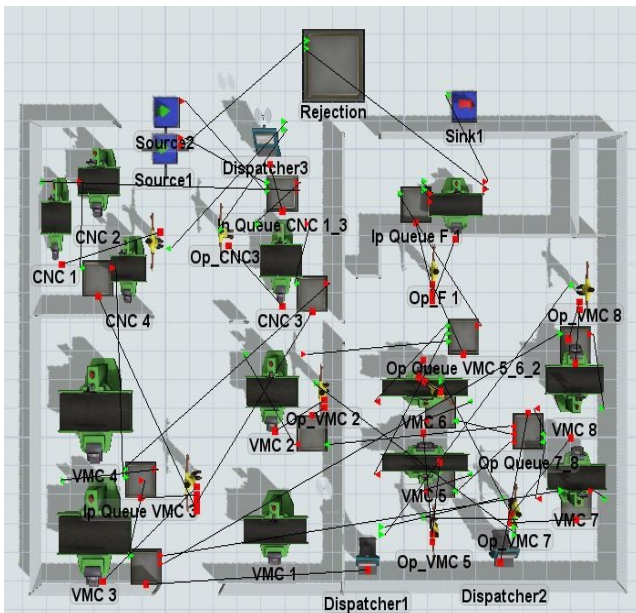 Rejection
Source2
Sink1
Source1
Dispatcher3
In Queue CNC 1_3
Ip Queue F 1
CNC 2
Op_CNC3
CNC 1
Op_F 1
CNC 4
CNC 3
Op_VMC 8
Op Queue VMC 5_6_2
Op_VMC 2
VMC 6
VMC 8
VMC 2
VMC 4
Op Queue 7_8
VMC 5
Ip Queue VMC 3
VMC 7
Op_VMC 5
Op_VMC 7
VMC 1
VMC 3
Dispatcher1
Dispatcher2